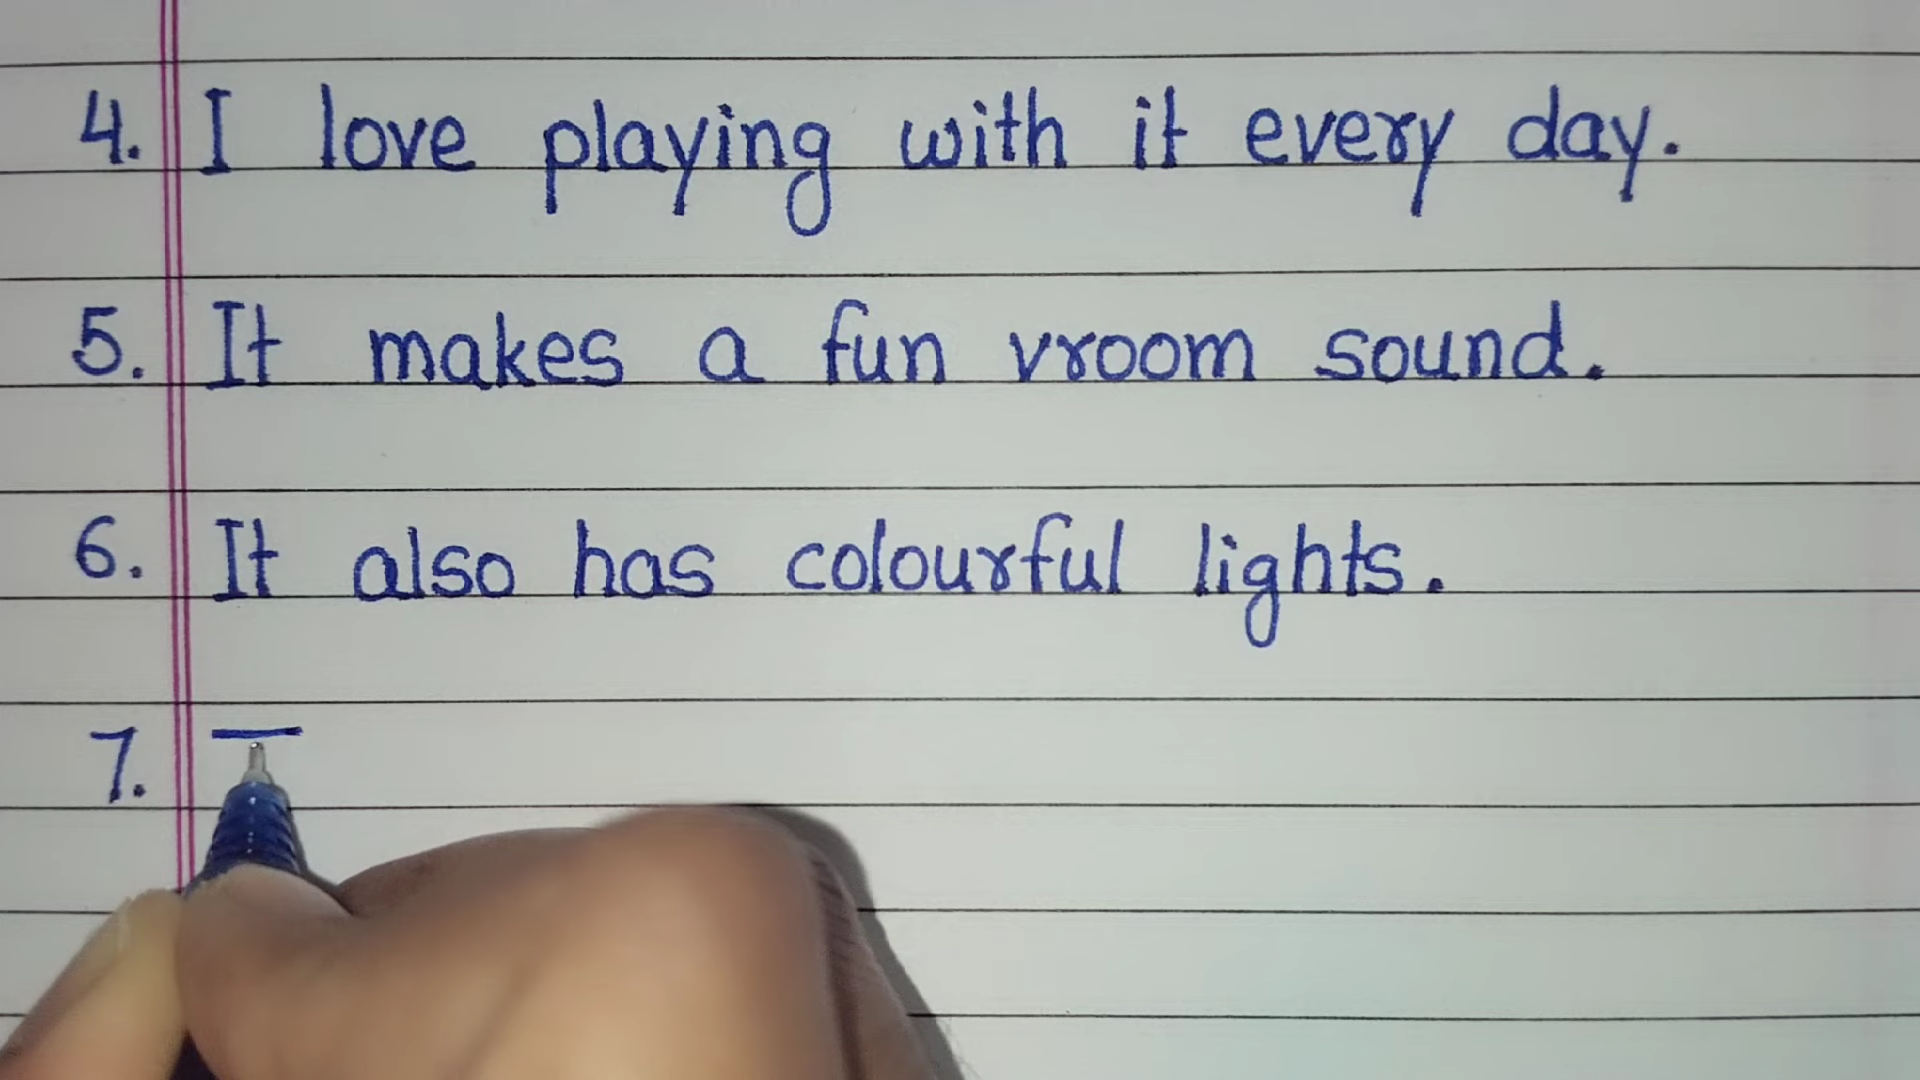 4. I love playing with it every day.
5. It makes a fun vroom sound.
6. It also has colourful lights.
7.